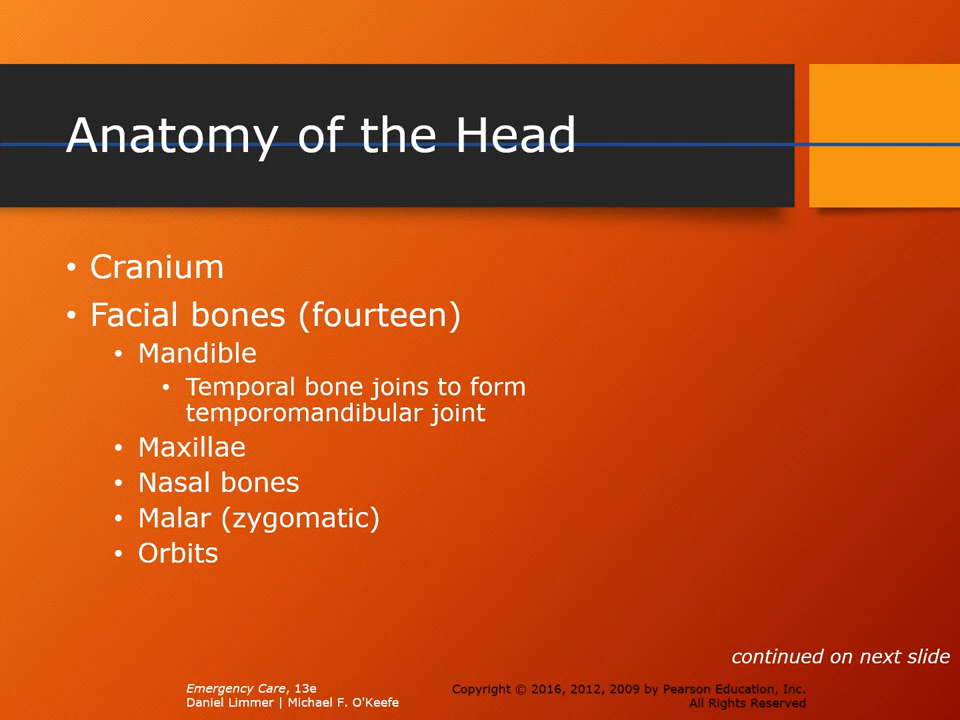 Anatomy of the Head
• Cranium
• Facial bones (fourteen)
• Mandible
• Temporal bone joins to form
temporomandibular joint
• Maxillae
• Nasal bones
• Malar (zygomatic)
• Orbits
continued on next slide
Emergency Care, 13e
Daniel Limmer | Michael F. O'Keefe
Copyright © 2016, 2012, 2009 by Pearson Education, Inc.
All Rights Reserved